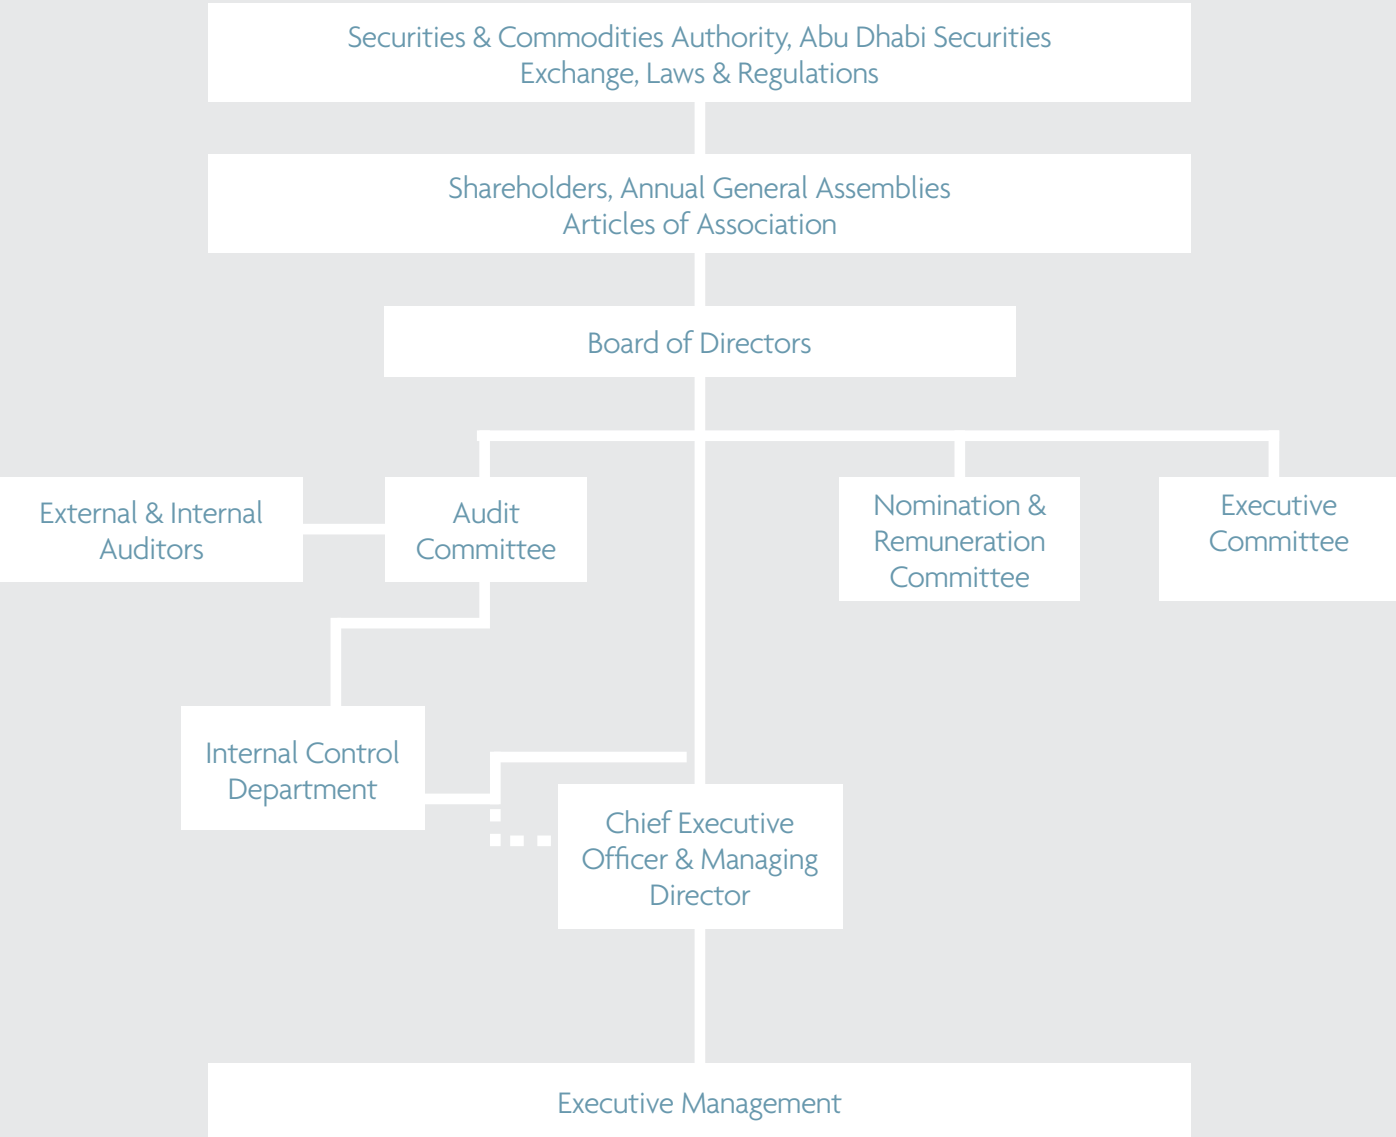 Securities & Commodities Authority, Abu Dhabi Securities
Exchange, Laws & Regulations
Shareholders, Annual General Assemblies
Articles of Association
Board of Directors
External & Internal
Auditors
Audit
Committee
Nomination &
Remuneration
Committee
Executive
Committee
Internal Control
Department
Chief Executive
Officer & Managing
Director
Executive Management